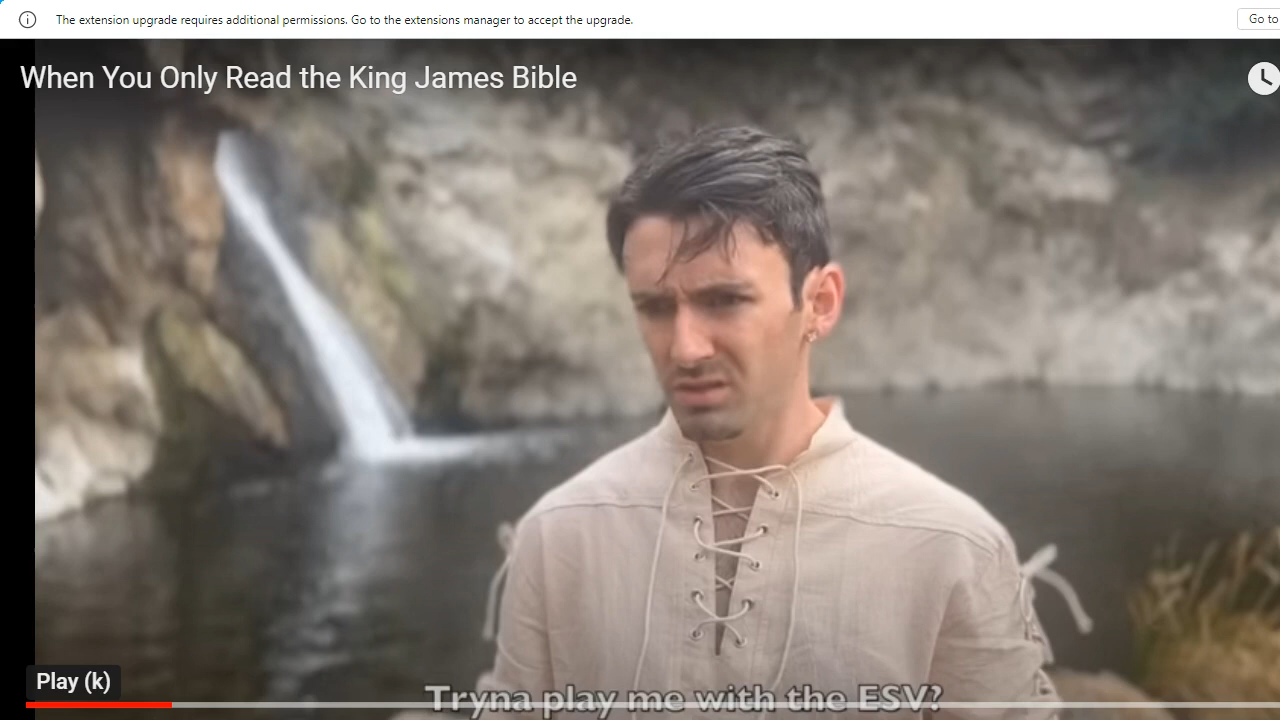 The extension upgrade requires additional permissions. Go to the extensions manager to accept the upgrade.
Go to
When You Only Read the King James Bible
Play (k)
Tryna play me with the ESV?